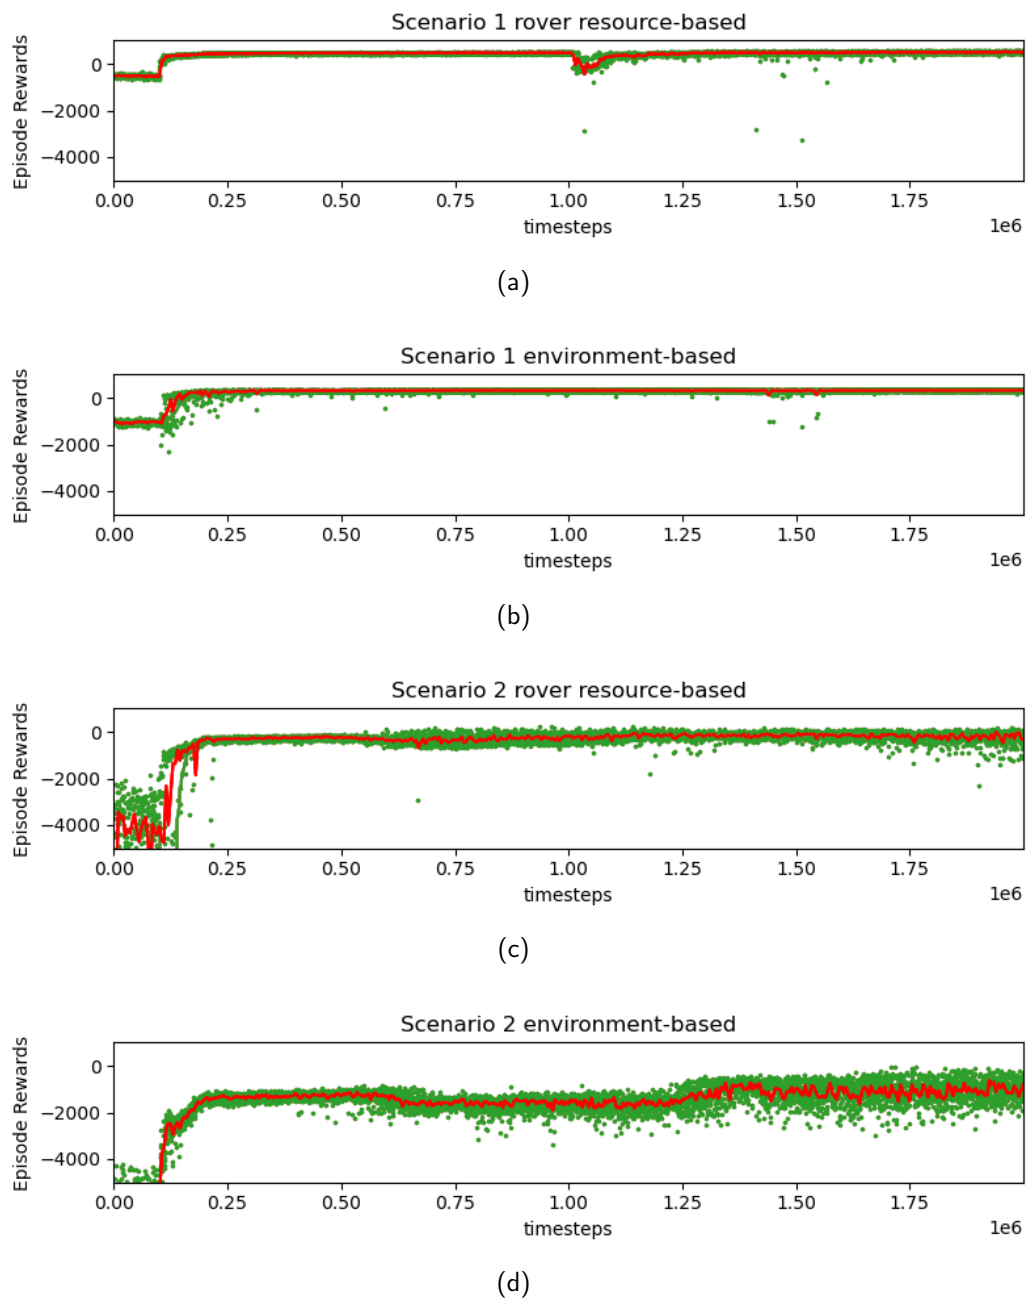 Scenario 1 rover resource-based
Episode Rewards
0
−2000
−4000
0.00 0.25 0.50 0.75 1.00 1.25 1.50 1.75
timesteps
1e6
(a)
Scenario 1 environment-based
Episode Rewards
0
−2000
−4000
0.00 0.25 0.50 0.75 1.00 1.25 1.50 1.75
timesteps
1e6
(b)
Scenario 2 rover resource-based
Episode Rewards
0
−2000
−4000
0.00 0.25 0.50 0.75 1.00 1.25 1.50 1.75
timesteps
1e6
(c)
Scenario 2 environment-based
Episode Rewards
0
−2000
−4000
0.00 0.25 0.50 0.75 1.00 1.25 1.50 1.75
timesteps
1e6
(d)